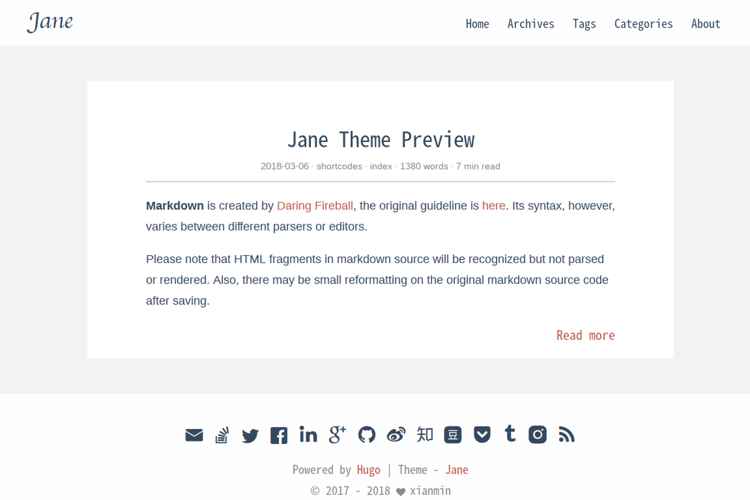 Jane
Home Archives Tags Categories About
Jane Theme Preview
2018-03-06 · shortcodes · index · 1380 words · 7 min read
Markdown is created by Daring Fireball, the original guideline is here. Its syntax, however,
varies between different parsers or editors.
Please note that HTML fragments in markdown source will be recognized but not parsed
or rendered. Also, there may be small reformatting on the original markdown source code
after saving.
Read more
知 豆
Powered by Hugo | Theme - Jane
© 2017 - 2018 ♥ xianmin